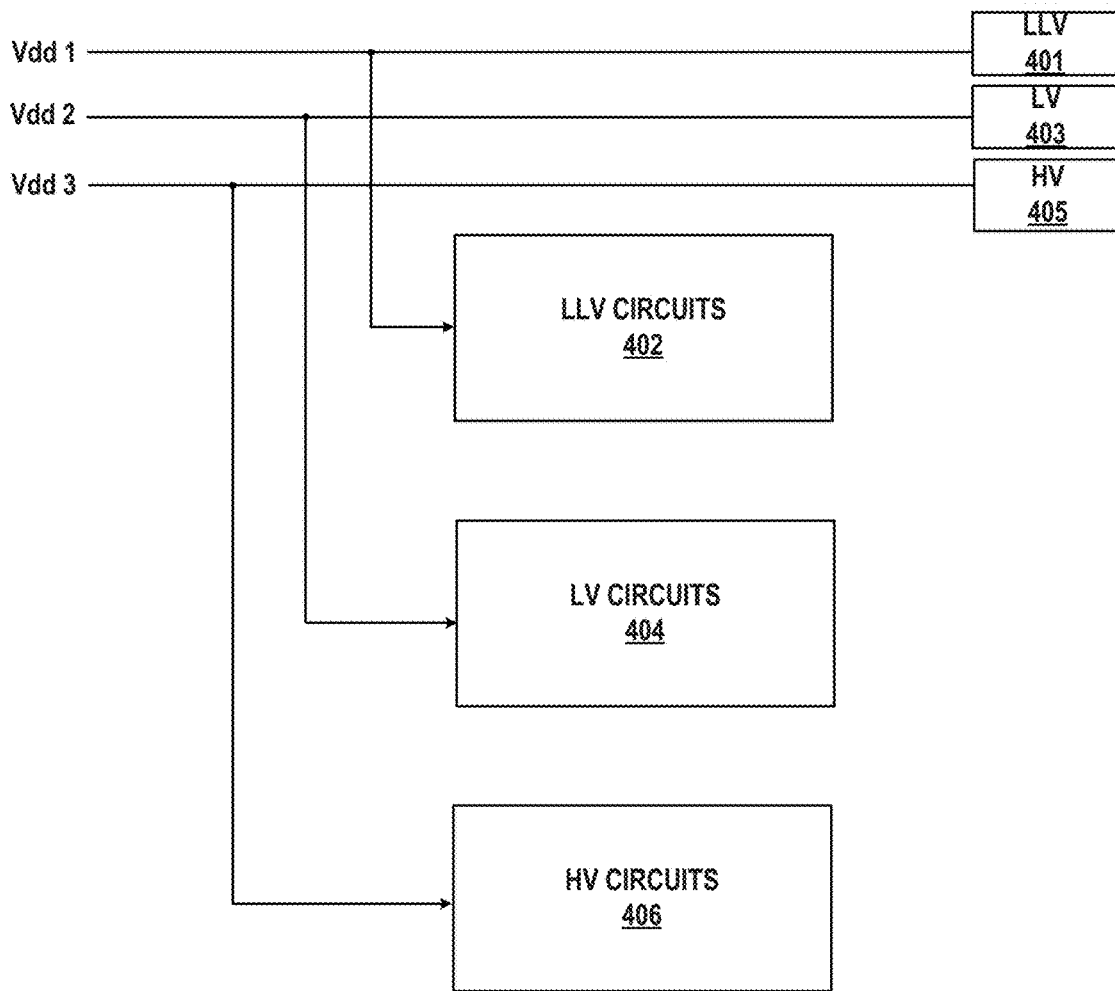 LLV
401
Vdd 1
LV
403
Vdd 2
HV
405
Vdd 3
LLV CIRCUITS
402
LV CIRCUITS
404
HV CIRCUITS
406